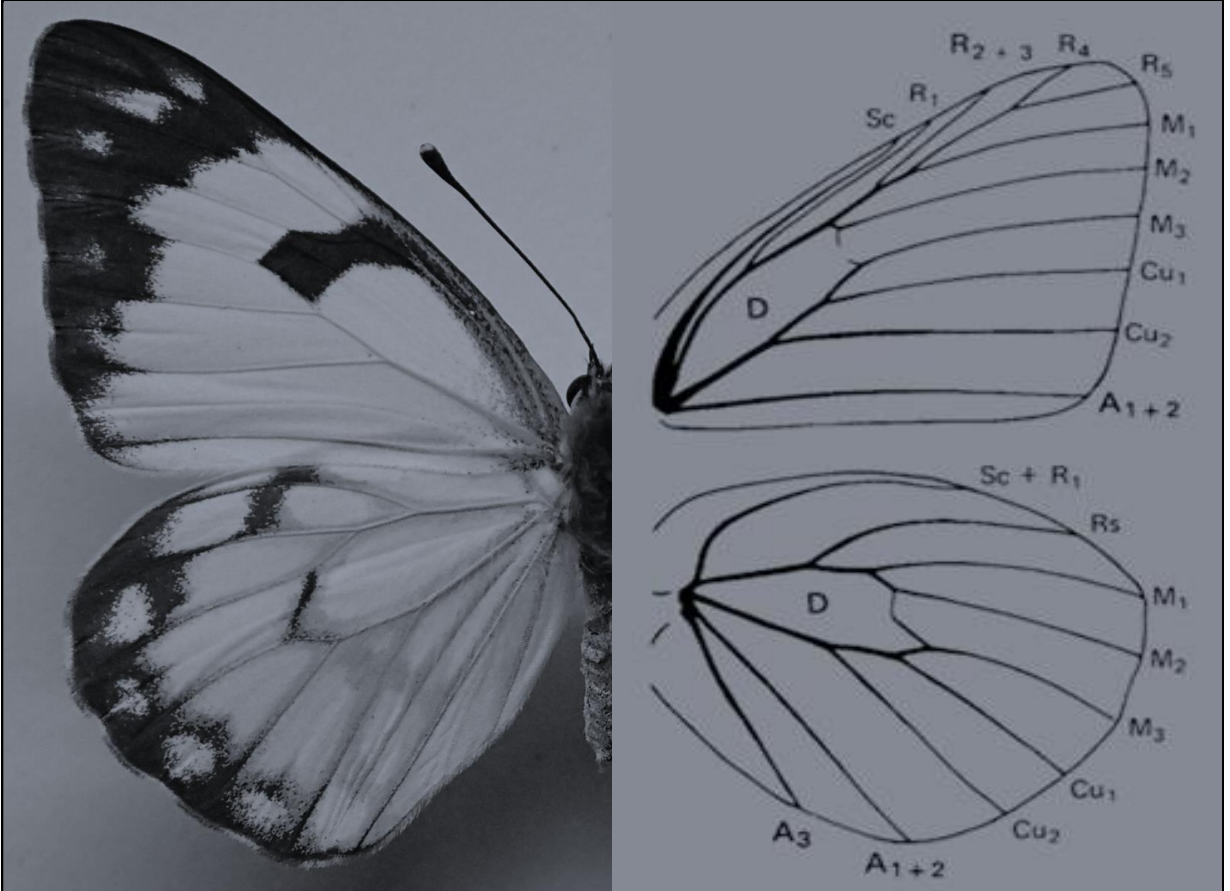 R2 + 3
R4
R5
R1
Sc
M1
M2
M3
Cu1
D
Cu2
A1+2
Sc + R1
Rs
M1
D
M2
M3
Cu1
Cu2
A3
A1+2